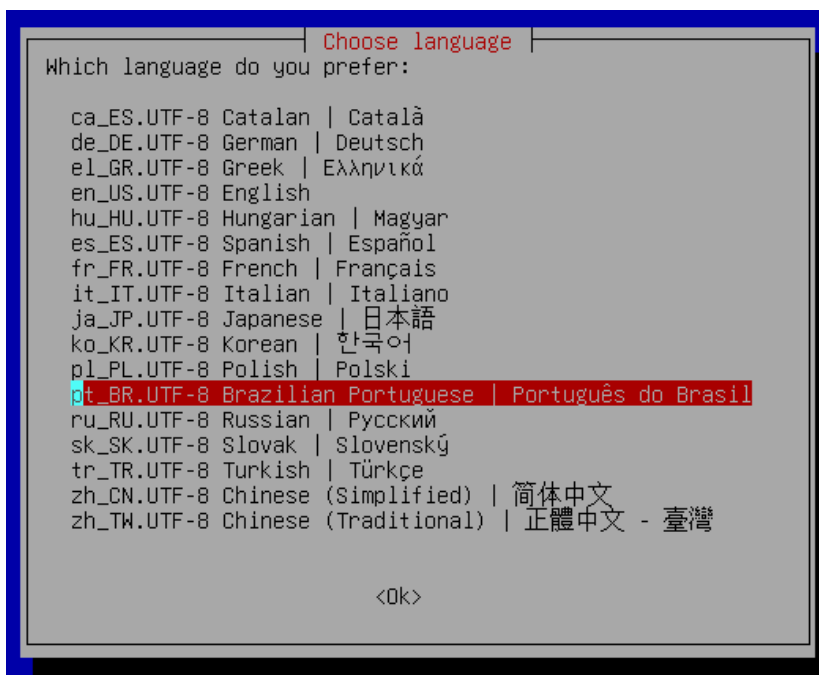 Choose language
Which language do you prefer:
ca_ES.UTF-8 Catalan | Català
de_DE.UTF-8 German | Deutsch
el_GR.UTF-8 Greek | Ελληνικά
en_US.UTF-8 English
hu_HU.UTF-8 Hungarian | Magyar
es_ES.UTF-8 Spanish | Español
fr_FR.UTF-8 French | Français
it_IT.UTF-8 Italian | Italiano
ja_JP.UTF-8 Japanese | 日本語
ko_KR.UTF-8 Korean | 한국어
pl_PL.UTF-8 Polish | Polski
pt_BR.UTF-8 Brazilian Portuguese | Português do Brasil
ru_RU.UTF-8 Russian | Русский
sk_SK.UTF-8 Slovak | Slovenský
tr_TR.UTF-8 Turkish | Türkçe
zh_CN.UTF-8 Chinese (Simplified) | 简体中文
zh_TW.UTF-8 Chinese (Traditional) | 正體中文 - 臺灣
<Ok>